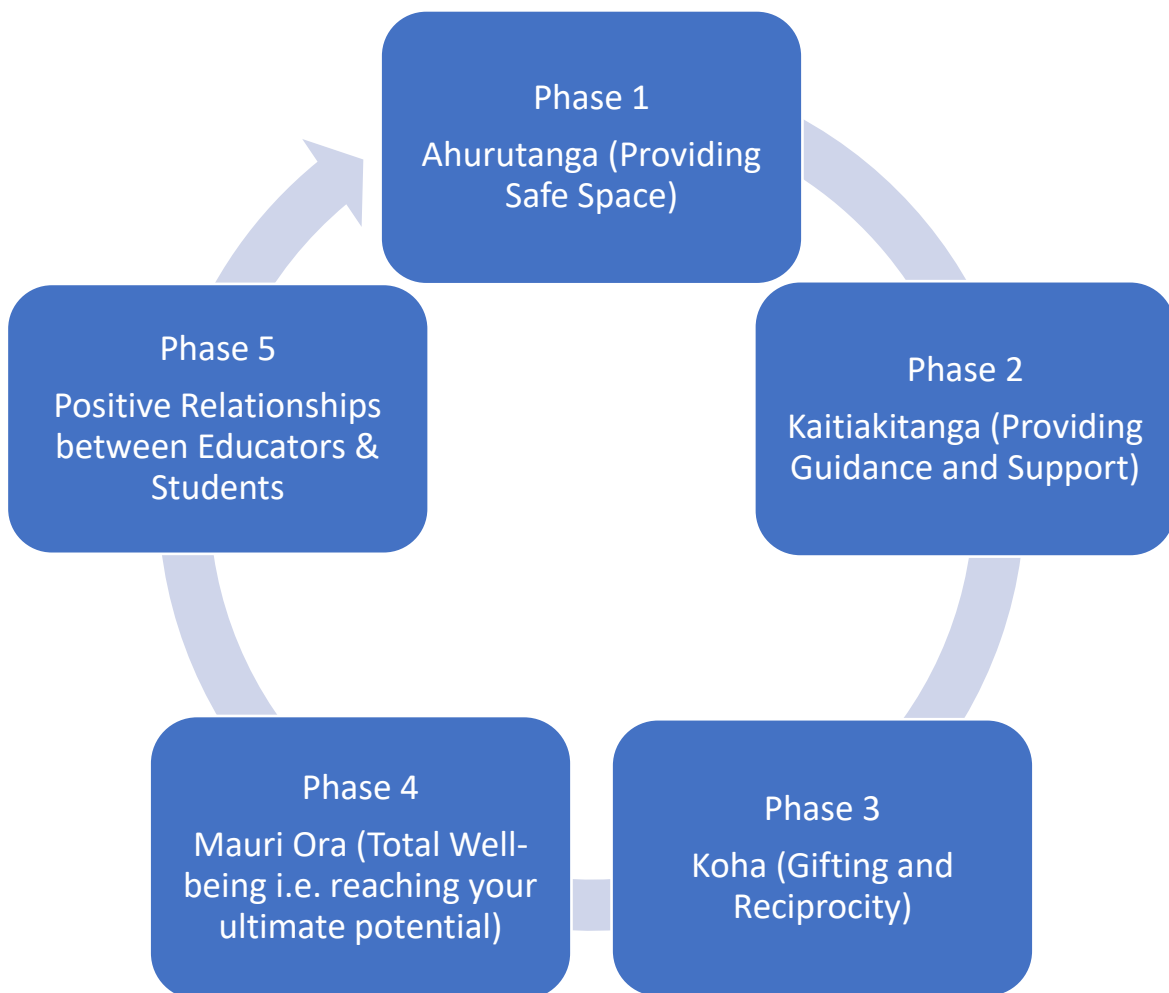 Phase 1
Ahurutanga (Providing
Safe Space)
Phase 2
Kaitiakitanga (Providing
Guidance and Support)
Phase 3
Koha (Gifting and
Reciprocity)
Phase 4
Mauri Ora (Total Well-
being i.e. reaching your
ultimate potential)
Phase 5
Positive Relationships
between Educators &
Students